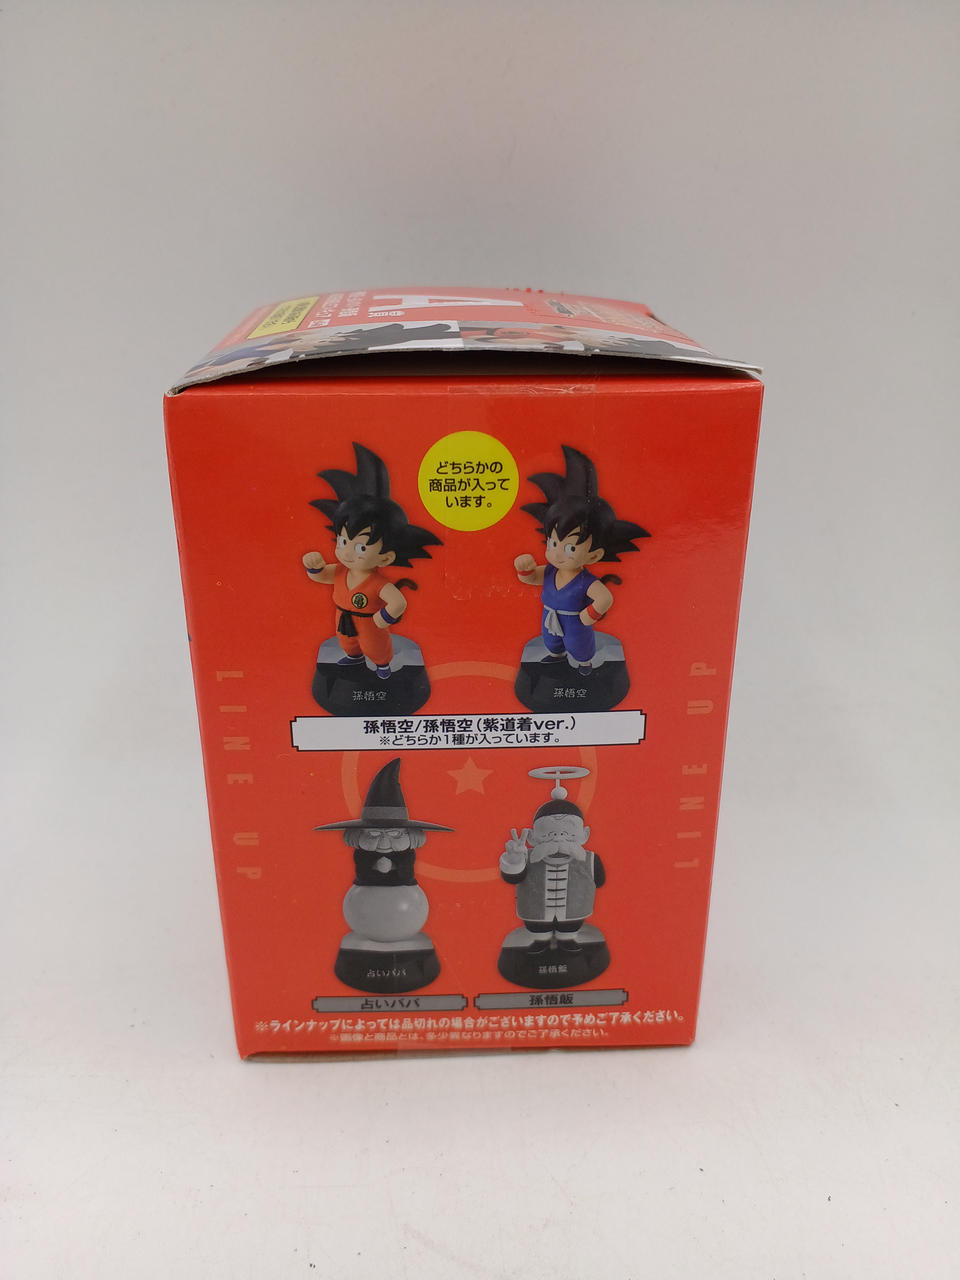 A賞
どちらかの
商品が入って
います。
孫悟空
孫悟空
孫悟空/孫悟空(紫道着ver.)
※どちらか1種が入っています。
LINE UP
LINE UP
占いババ
孫悟飯
占いババ
孫悟飯
※ラインナップによっては品切れの場合がございますので予めご了承ください。
※画像と商品とは、多少異なりますのでご了承ください。